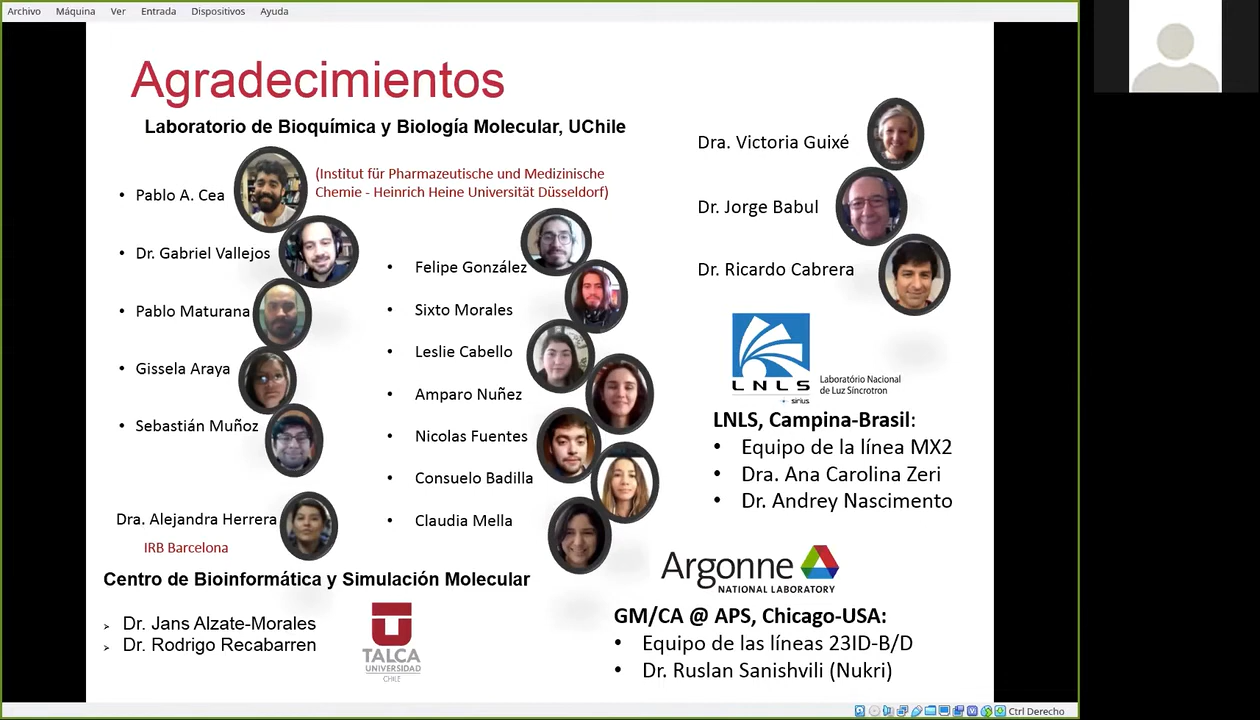 Archivo Máquina Ver Entrada Dispositivos Ayuda
Agradecimientos
Laboratorio de Bioquímica y Biología Molecular, UChile
• Pablo A. Cea
(Institut für Pharmazeutische und Medizinische
Chemie - Heinrich Heine Universität Düsseldorf)
• Dr. Gabriel Vallejos
• Pablo Maturana
• Gissela Araya
• Sebastián Muñoz
Dra. Alejandra Herrera
IRB Barcelona
• Felipe González
• Sixto Morales
• Leslie Cabello
• Amparo Nuñez
• Nicolas Fuentes
• Consuelo Badilla
• Claudia Mella
Centro de Bioinformática y Simulación Molecular
➢ Dr. Jans Alzate-Morales
➢ Dr. Rodrigo Recabarren
TALCA
UNIVERSIDAD
CHILE
Dra. Victoria Guixé
Dr. Jorge Babul
Dr. Ricardo Cabrera
LNLS
sirius
Laboratório Nacional
de Luz Síncrotron
LNLS, Campina-Brasil:
• Equipo de la línea MX2
• Dra. Ana Carolina Zeri
• Dr. Andrey Nascimento
Argonne
NATIONAL LABORATORY
GM/CA @ APS, Chicago-USA:
• Equipo de las líneas 23ID-B/D
• Dr. Ruslan Sanishvili (Nukri)
Ctrl Derecho